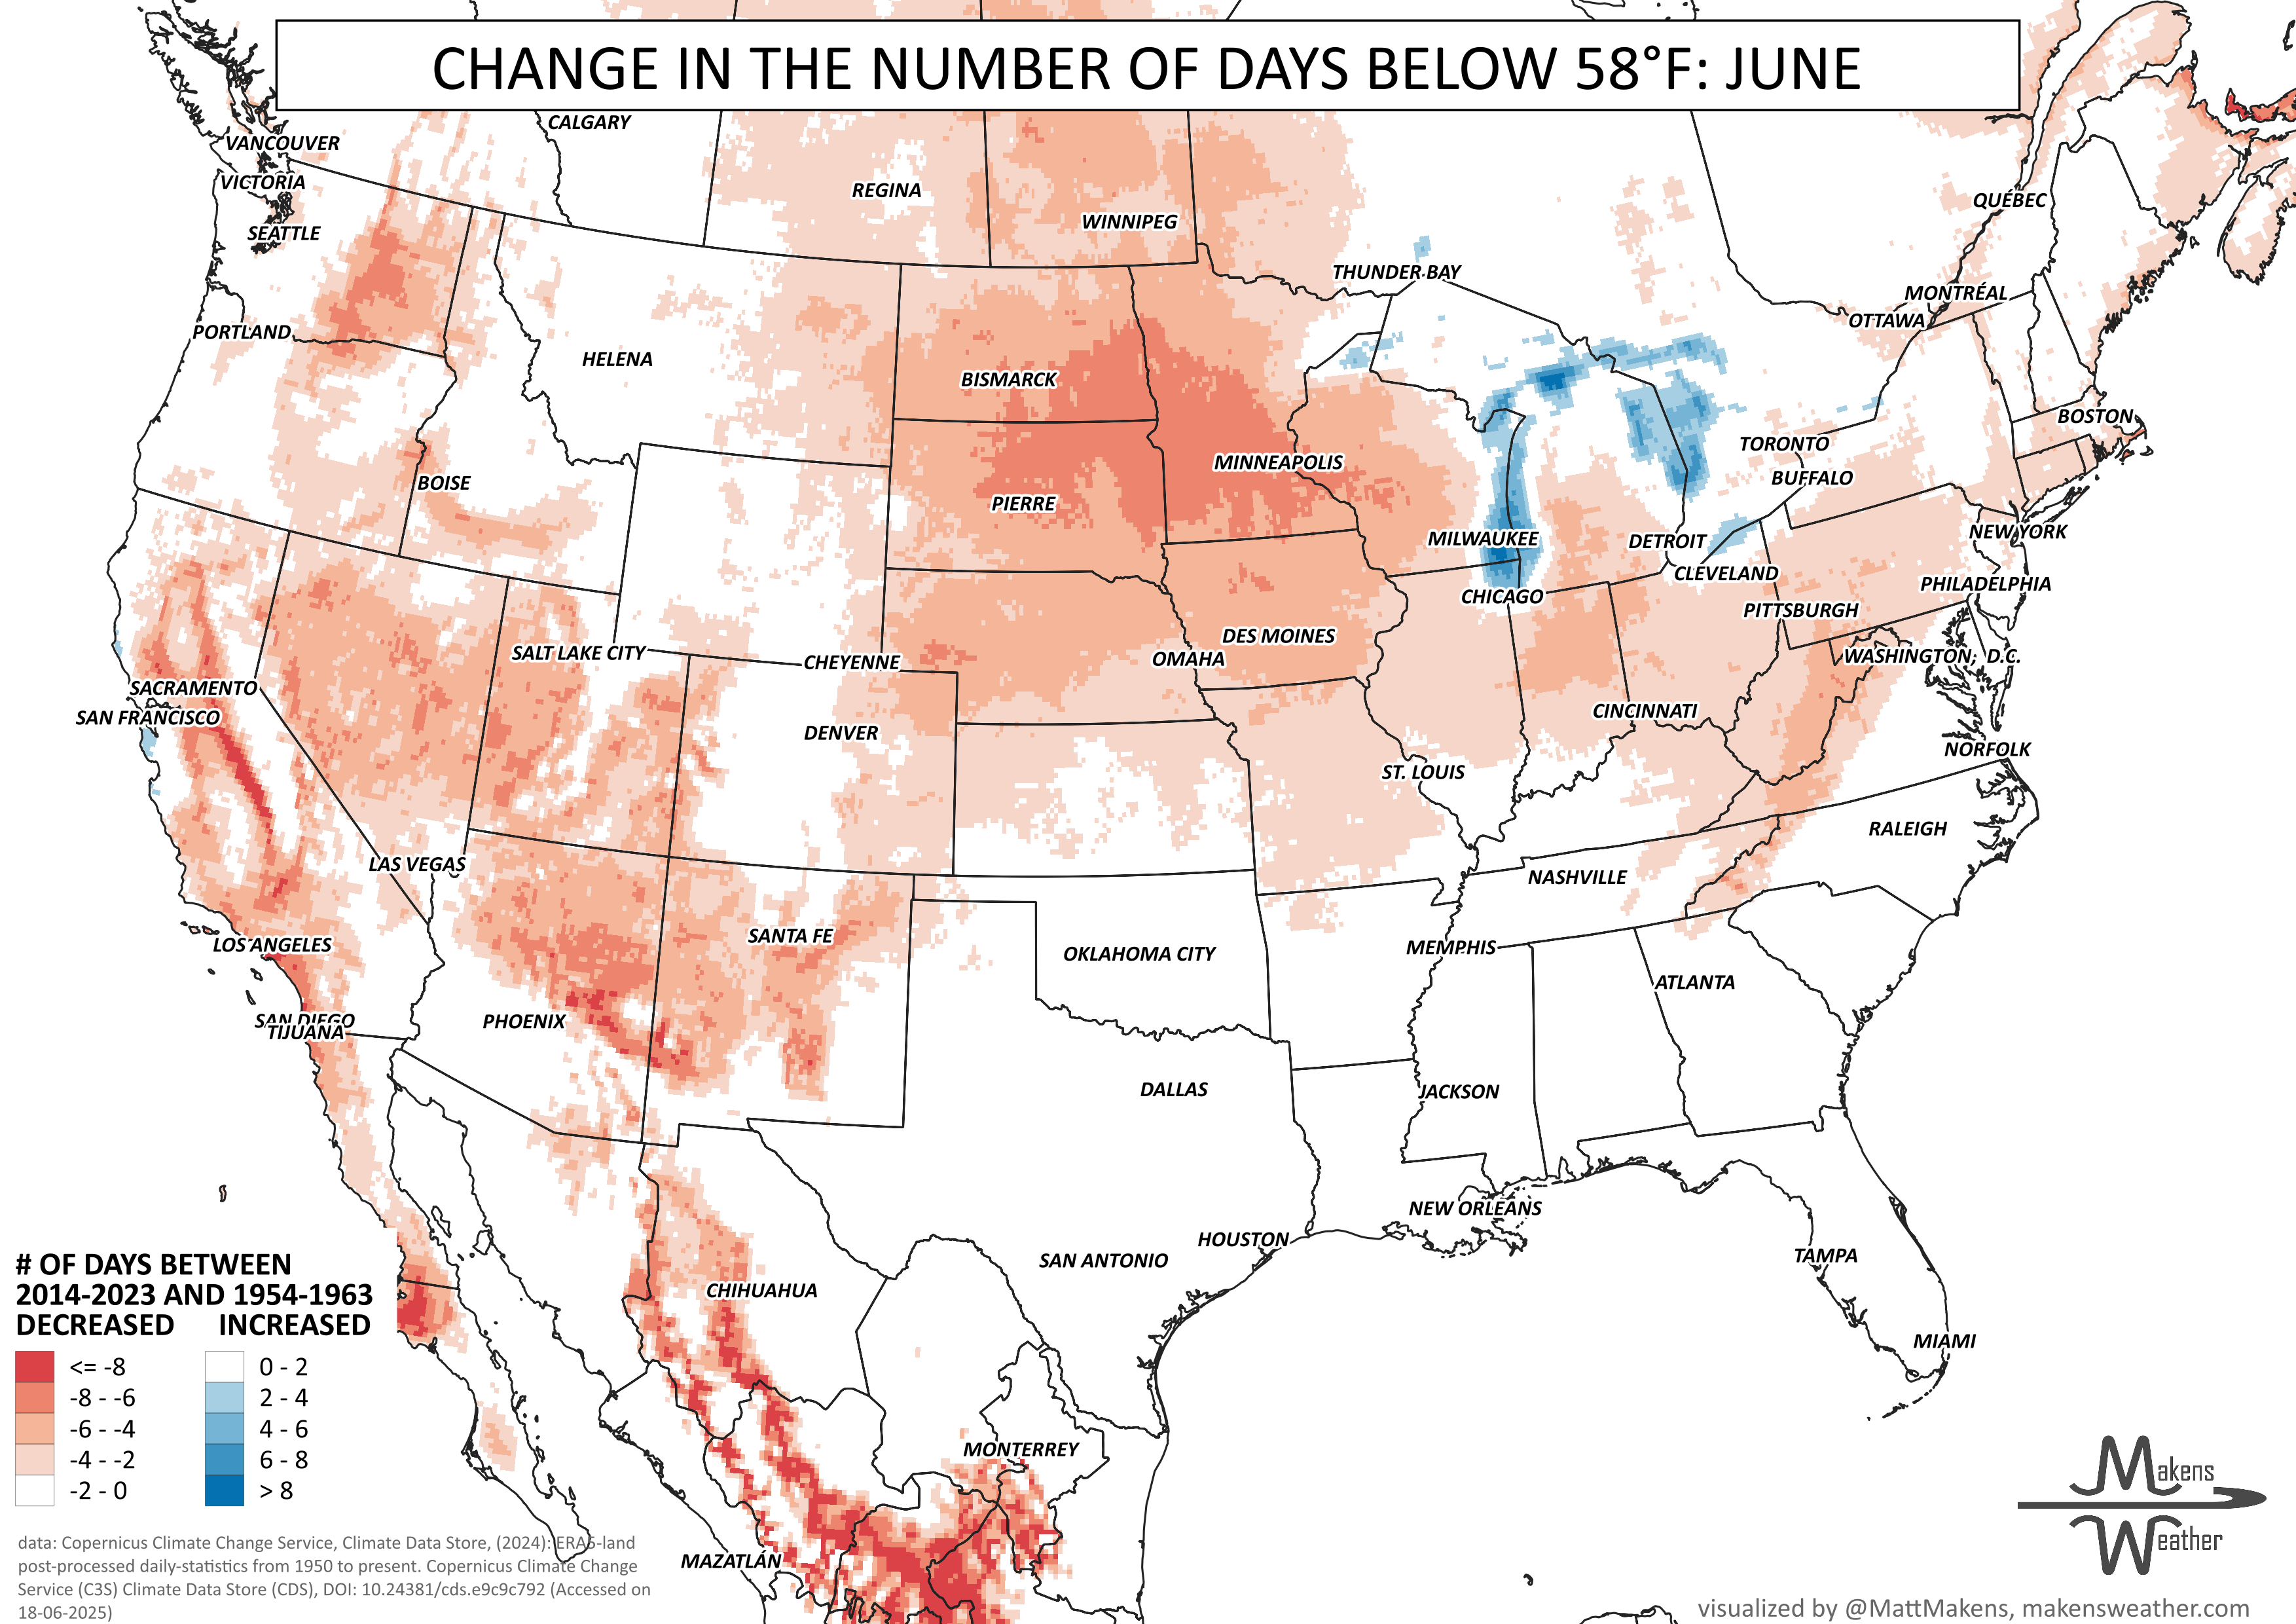 CHANGE IN THE NUMBER OF DAYS BELOW 58°F: JUNE
CALGARY
VANCOUVER
VICTORIA
REGINA
QUÉBEC
WINNIPEG
SEATTLE
THUNDER BAY
MONTRÉAL
OTTAWA
PORTLAND
HELENA
BISMARCK
BOSTON
TORONTO
MINNEAPOLIS
BUFFALO
BOISE
PIERRE
NEW YORK
MILWAUKEE
DETROIT
CLEVELAND
PHILADELPHIA
CHICAGO
PITTSBURGH
DES MOINES
SALT LAKE CITY
WASHINGTON, D.C.
OMAHA
CHEYENNE
SACRAMENTO
CINCINNATI
SAN FRANCISCO
DENVER
NORFOLK
ST. LOUIS
RALEIGH
LAS VEGAS
NASHVILLE
SANTA FE
LOS ANGELES
MEMPHIS
OKLAHOMA CITY
ATLANTA
SAN DIEGO
PHOENIX
TIJUANA
DALLAS
JACKSON
NEW ORLEANS
HOUSTON
TAMPA
SAN ANTONIO
CHIHUAHUA
MIAMI
MONTERREY
MAZATLÁN
# OF DAYS BETWEEN
2014-2023 AND 1954-1963
DECREASED INCREASED
<= -8 0 - 2
-8 - -6 2 - 4
-6 - -4 4 - 6
-4 - -2 6 - 8
-2 - 0 > 8
data: Copernicus Climate Change Service, Climate Data Store, (2024): ERA5-land
post-processed daily-statistics from 1950 to present. Copernicus Climate Change
Service (C3S) Climate Data Store (CDS), DOI: 10.24381/cds.e9c9c792 (Accessed on
18-06-2025)
Makens
Weather
visualized by @MattMakens, makensweather.com